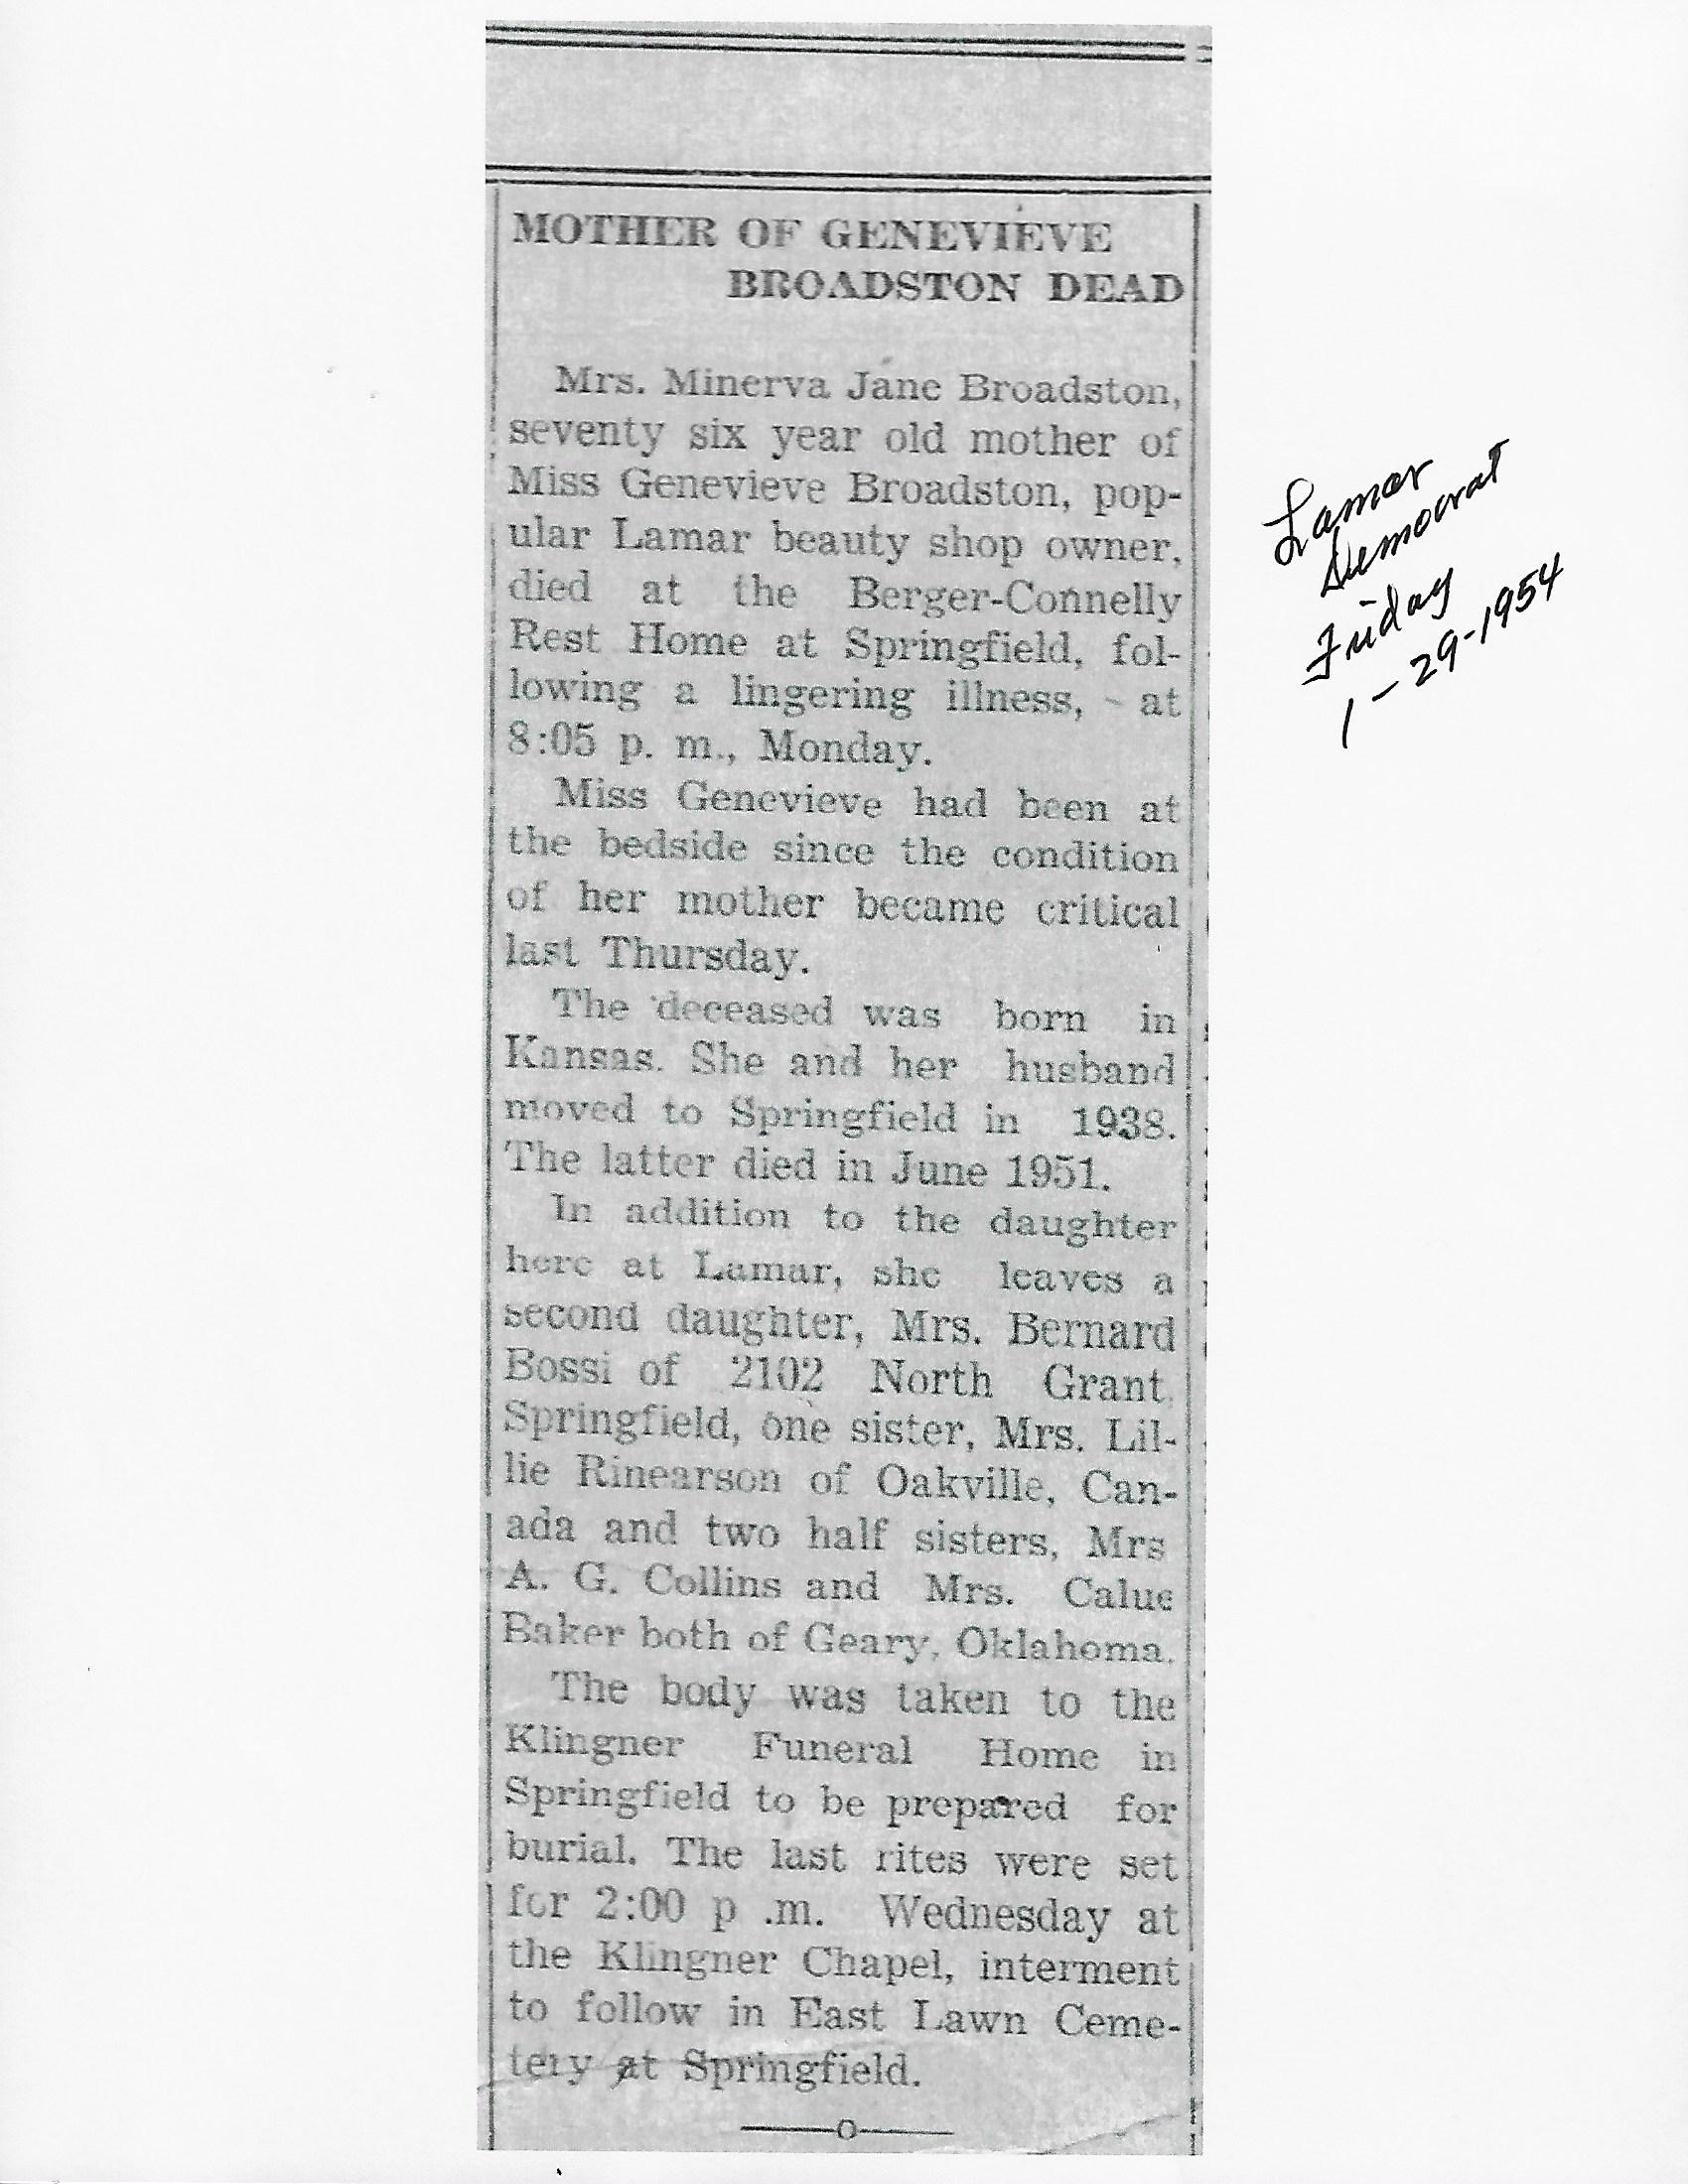 MOTHER OF GENEVIEVE
BROADSTON DEAD
Mrs. Minerva Jane Broadston,
seventy six year old mother of
Miss Genevieve Broadston, pop-
ular Lamar beauty shop owner,
died at the Berger-Connelly
Rest Home at Springfield, fol-
lowing a lingering illness, - at
8:05 p. m., Monday.
Miss Genevieve had been at
the bedside since the condition
of her mother became critical
last Thursday.
The deceased was born in
Kansas. She and her husband
moved to Springfield in 1938.
The latter died in June 1951.
In addition to the daughter
here at Lamar, she leaves a
second daughter, Mrs. Bernard
Bossi of 2102 North Grant,
Springfield, one sister, Mrs. Lil-
lie Rinearson of Oakville, Can-
ada and two half sisters, Mrs
A. G. Collins and Mrs. Calue
Baker both of Geary, Oklahoma.
The body was taken to the
Klingner Funeral Home in
Springfield to be prepared for
burial. The last rites were set
for 2:00 p .m. Wednesday at
the Klingner Chapel, interment
to follow in East Lawn Ceme-
tery at Springfield.
Lamar
Democrat
Friday
1-29-1954